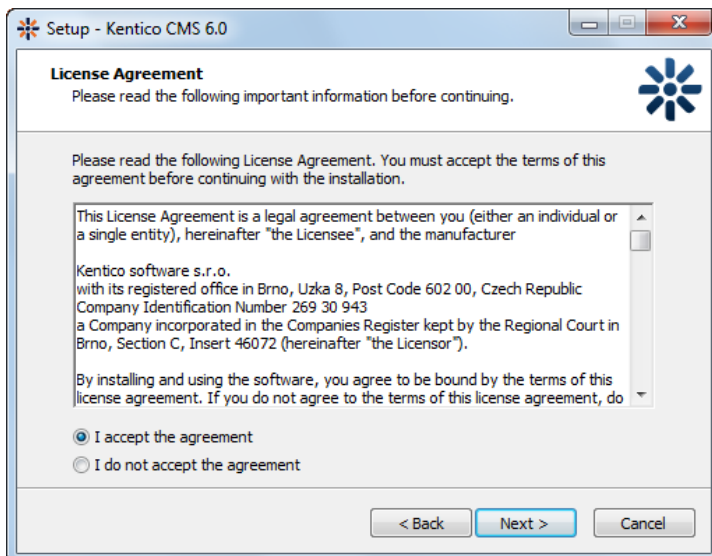 Setup - Kentico CMS 6.0
License Agreement
Please read the following important information before continuing.
Please read the following License Agreement. You must accept the terms of this
agreement before continuing with the installation.
This License Agreement is a legal agreement between you (either an individual or
a single entity), hereinafter "the Licensee", and the manufacturer
Kentico software s.r.o.
with its registered office in Brno, Uzka 8, Post Code 602 00, Czech Republic
Company Identification Number 269 30 943
a Company incorporated in the Companies Register kept by the Regional Court in
Brno, Section C, Insert 46072 (hereinafter "the Licensor").
By installing and using the software, you agree to be bound by the terms of this
license agreement. If you do not agree to the terms of this license agreement, do
I accept the agreement
I do not accept the agreement
< Back Next > Cancel